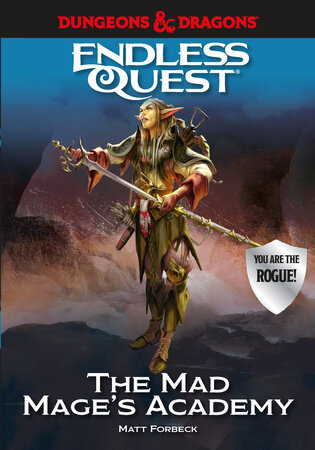 DUNGEONS & DRAGONS®
ENDLESS
QUEST®
YOU ARE THE
ROGUE!
THE MAD
MAGE'S ACADEMY
MATT FORBECK